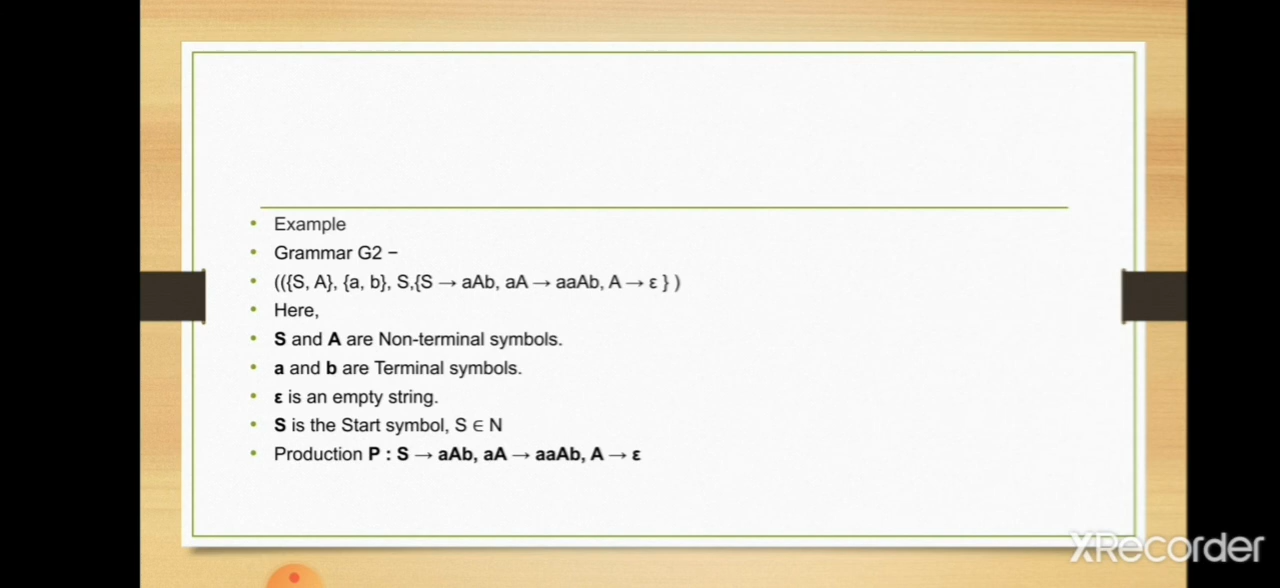 Example
Grammar G2 −
(({S, A}, {a, b}, S,{S → aAb, aA → aaAb, A → ε } )
Here,
S and A are Non-terminal symbols.
a and b are Terminal symbols.
ε is an empty string.
S is the Start symbol, S ∈ N
Production P : S → aAb, aA → aaAb, A → ε
XRecorder